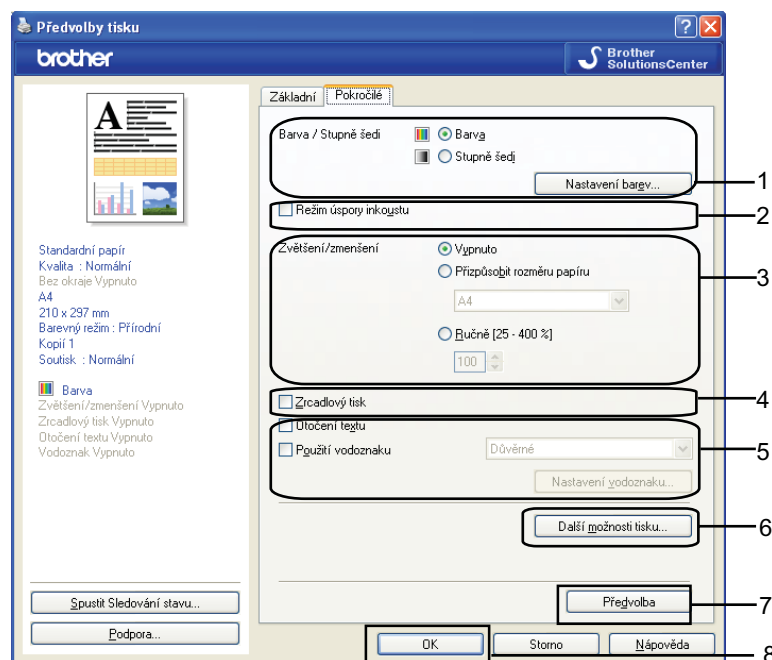 Předvolby tisku
brother
Brother
SolutionsCenter
Základní Pokročilé
Barva / Stupně šedi
Barva
Stupně šedi
Nastavení barev...
1
Režim úspory inkoustu
2
Zvětšení/zmenšení
Vypnuto
Přizpůsobit rozměru papíru
A4
Ručně [25 - 400 %]
100
3
Zrcadlový tisk
4
Otočení textu
Použití vodoznaku
Důvěrné
Nastavení vodoznaku...
5
Další možnosti tisku...
6
Předvolba
7
A
Standardní papír
Kvalita : Normální
Bez okraje Vypnuto
A4
210 x 297 mm
Barevný režim : Přírodní
Kopií 1
Soutisk : Normální
Barva
Zvětšení/zmenšení Vypnuto
Zrcadlový tisk Vypnuto
Otočení textu Vypnuto
Vodoznak Vypnuto
Spustit Sledování stavu...
Podpora...
OK Storno Nápověda
8